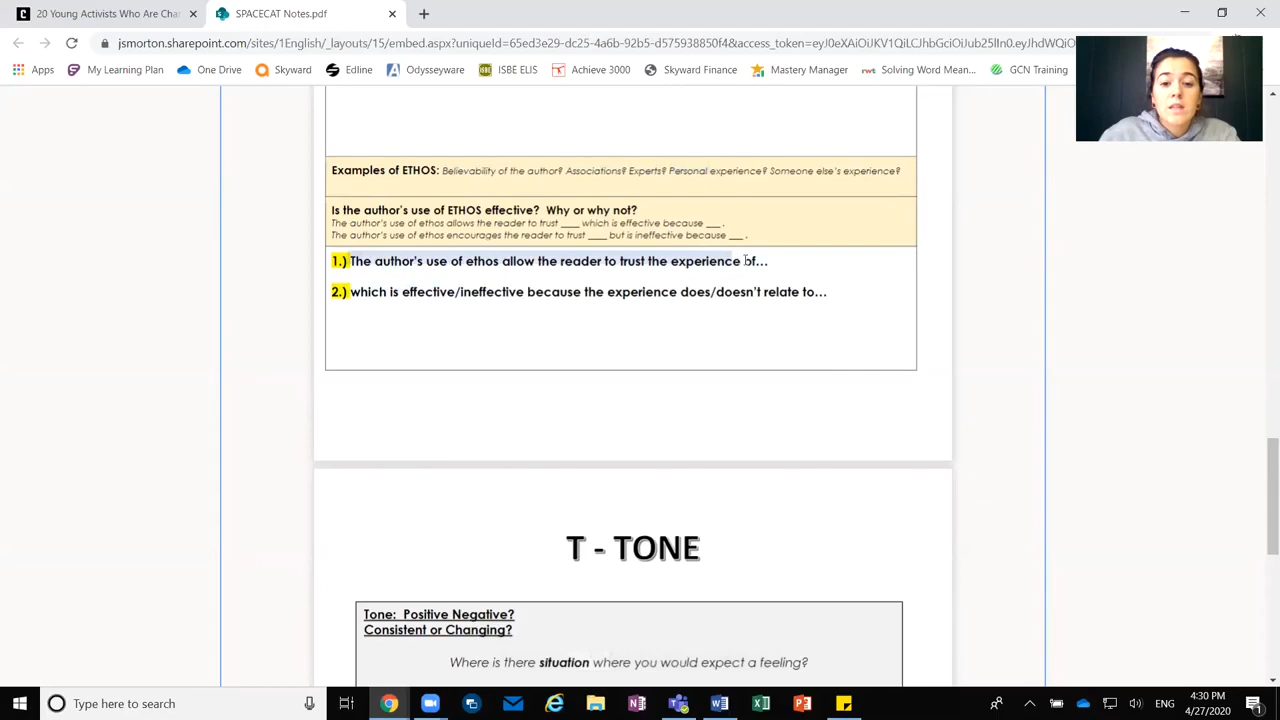 20 Young Activists Who Are Cha
SPACECAT Notes.pdf
jsmorton.sharepoint.com/sites/1English/_layouts/15/embed.aspx?uniqueId=65cd3e29-dc25-4a6b-92b5-d575938850f4&access_token=eyJ0eXAiOiJKV1QiLCJhbGciOiJub25lIn0.eyJhdWQiO
Apps
My Learning Plan
One Drive
Skyward
Edline
Odysseyware
ISBE ELIS
Achieve 3000
Skyward Finance
Mastery Manager
Solving Word Mean...
GCN Training
Examples of ETHOS: Believability of the author? Associations? Experts? Personal experience? Someone else's experience?
Is the author's use of ETHOS effective? Why or why not?
The author's use of ethos allows the reader to trust ____ which is effective because ___ .
The author's use of ethos encourages the reader to trust ____ but is ineffective because ___ .
1.) The author's use of ethos allow the reader to trust the experience of...
2.) which is effective/ineffective because the experience does/doesn't relate to...
T - TONE
Tone: Positive Negative?
Consistent or Changing?
Where is there situation where you would expect a feeling?
Type here to search
ENG
4:30 PM
4/27/2020